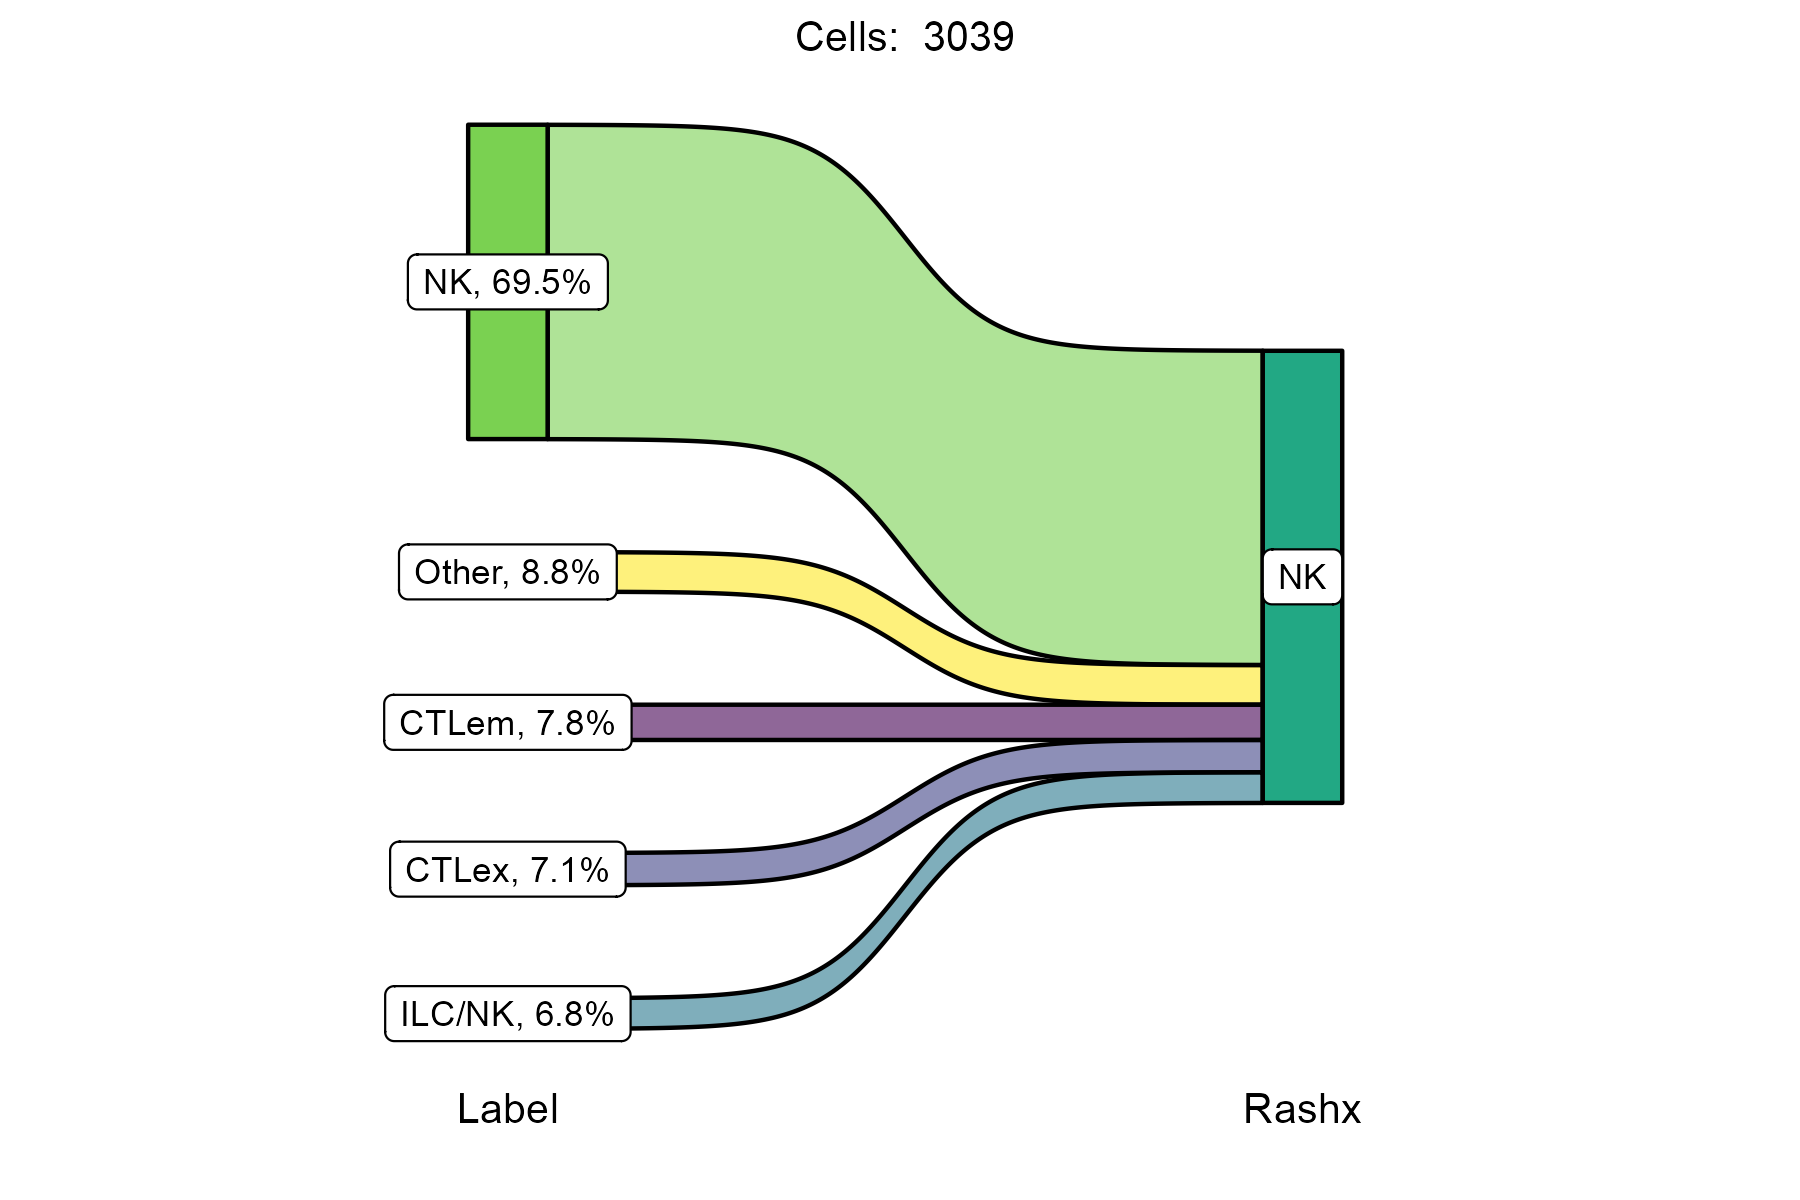 Cells:  3039
NK, 69.5%
Other, 8.8%
NK
CTLem, 7.8%
CTLex, 7.1%
ILC/NK, 6.8%
Label
Rashx